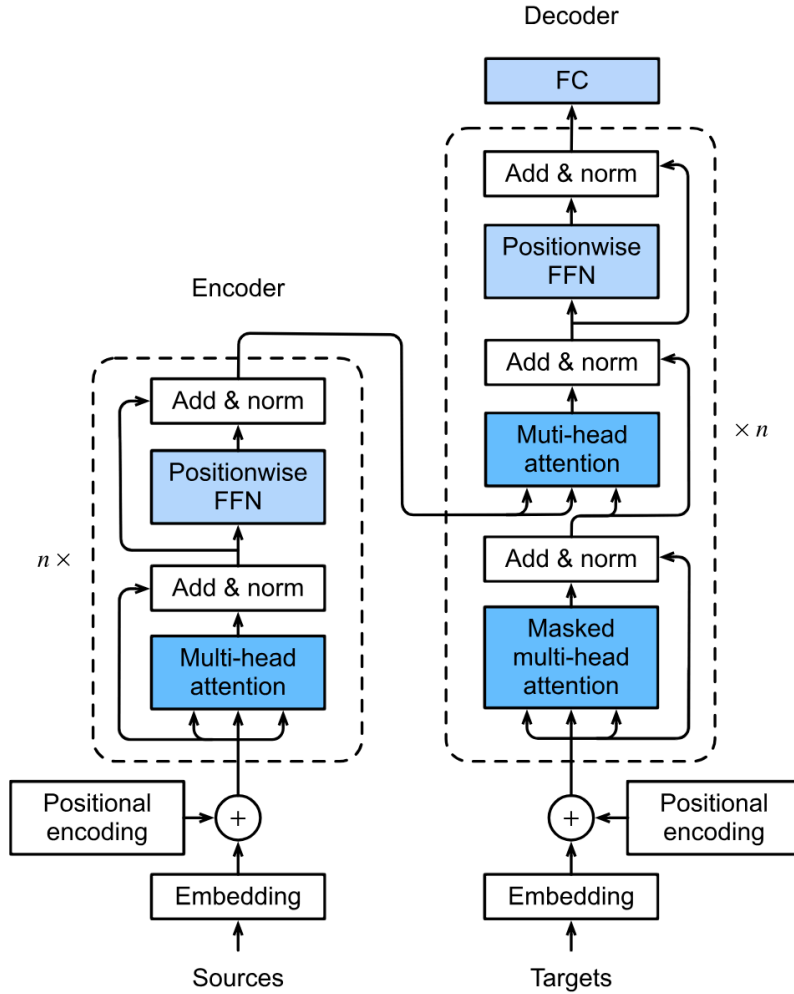 Decoder
FC
Add & norm
Positionwise
FFN
Add & norm
Muti-head
attention
× n
Add & norm
Masked
multi-head
attention
Positional
encoding
+
Embedding
Targets
Encoder
Add & norm
Positionwise
FFN
n ×
Add & norm
Multi-head
attention
Positional
encoding
+
Embedding
Sources